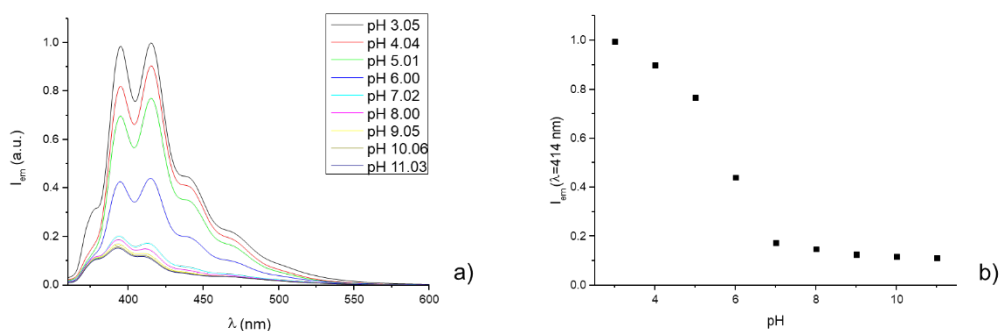 1.0
0.8
0.6
0.4
0.2
0.0
I_em (a.u.)
400
450
500
550
600
λ (nm)
pH 3.05
pH 4.04
pH 5.01
pH 6.00
pH 7.02
pH 8.00
pH 9.05
pH 10.06
pH 11.03
a)
1.0
0.8
0.6
0.4
0.2
0.0
I_em (λ=414 nm)
4
6
8
10
pH
b)